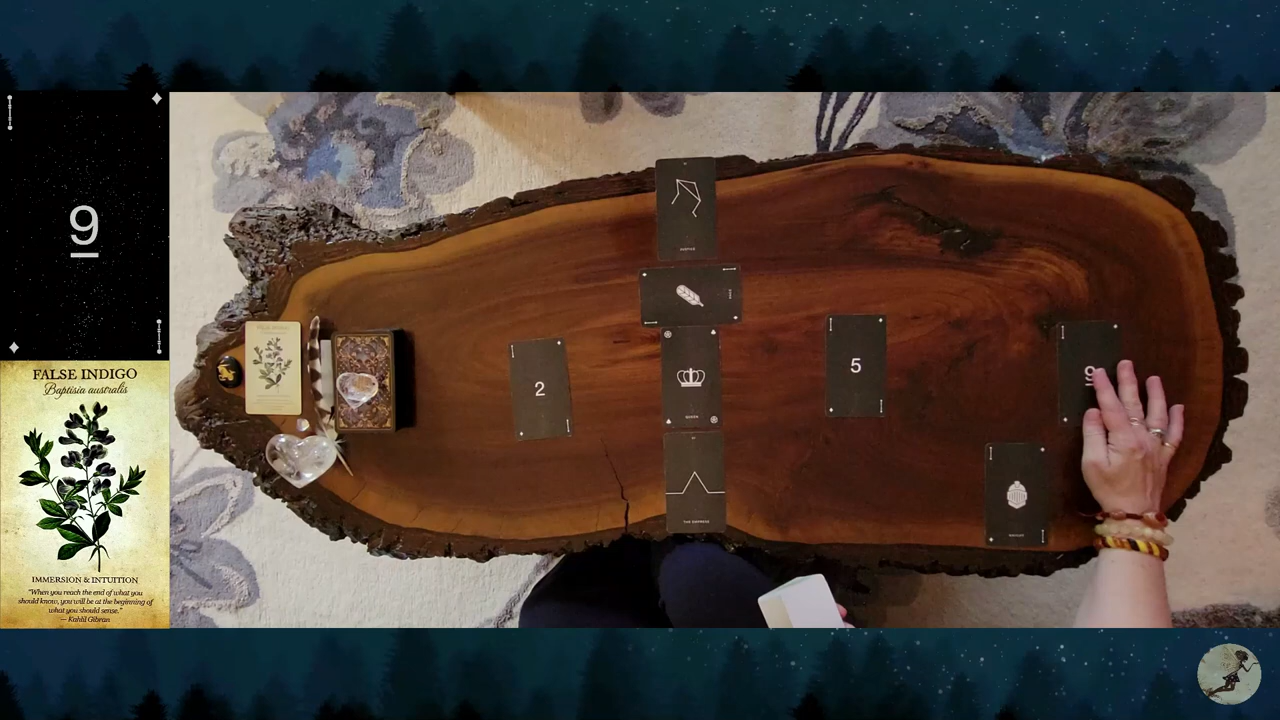 9
FALSE INDIGO
Baptisia australis
IMMERSION & INTUITION
"When you reach the end of what you
should know, you will be at the beginning of
what you should sense."
— Kahlil Gibran
2
QUEEN
THE EMPRESS
5
9
KNIGHT